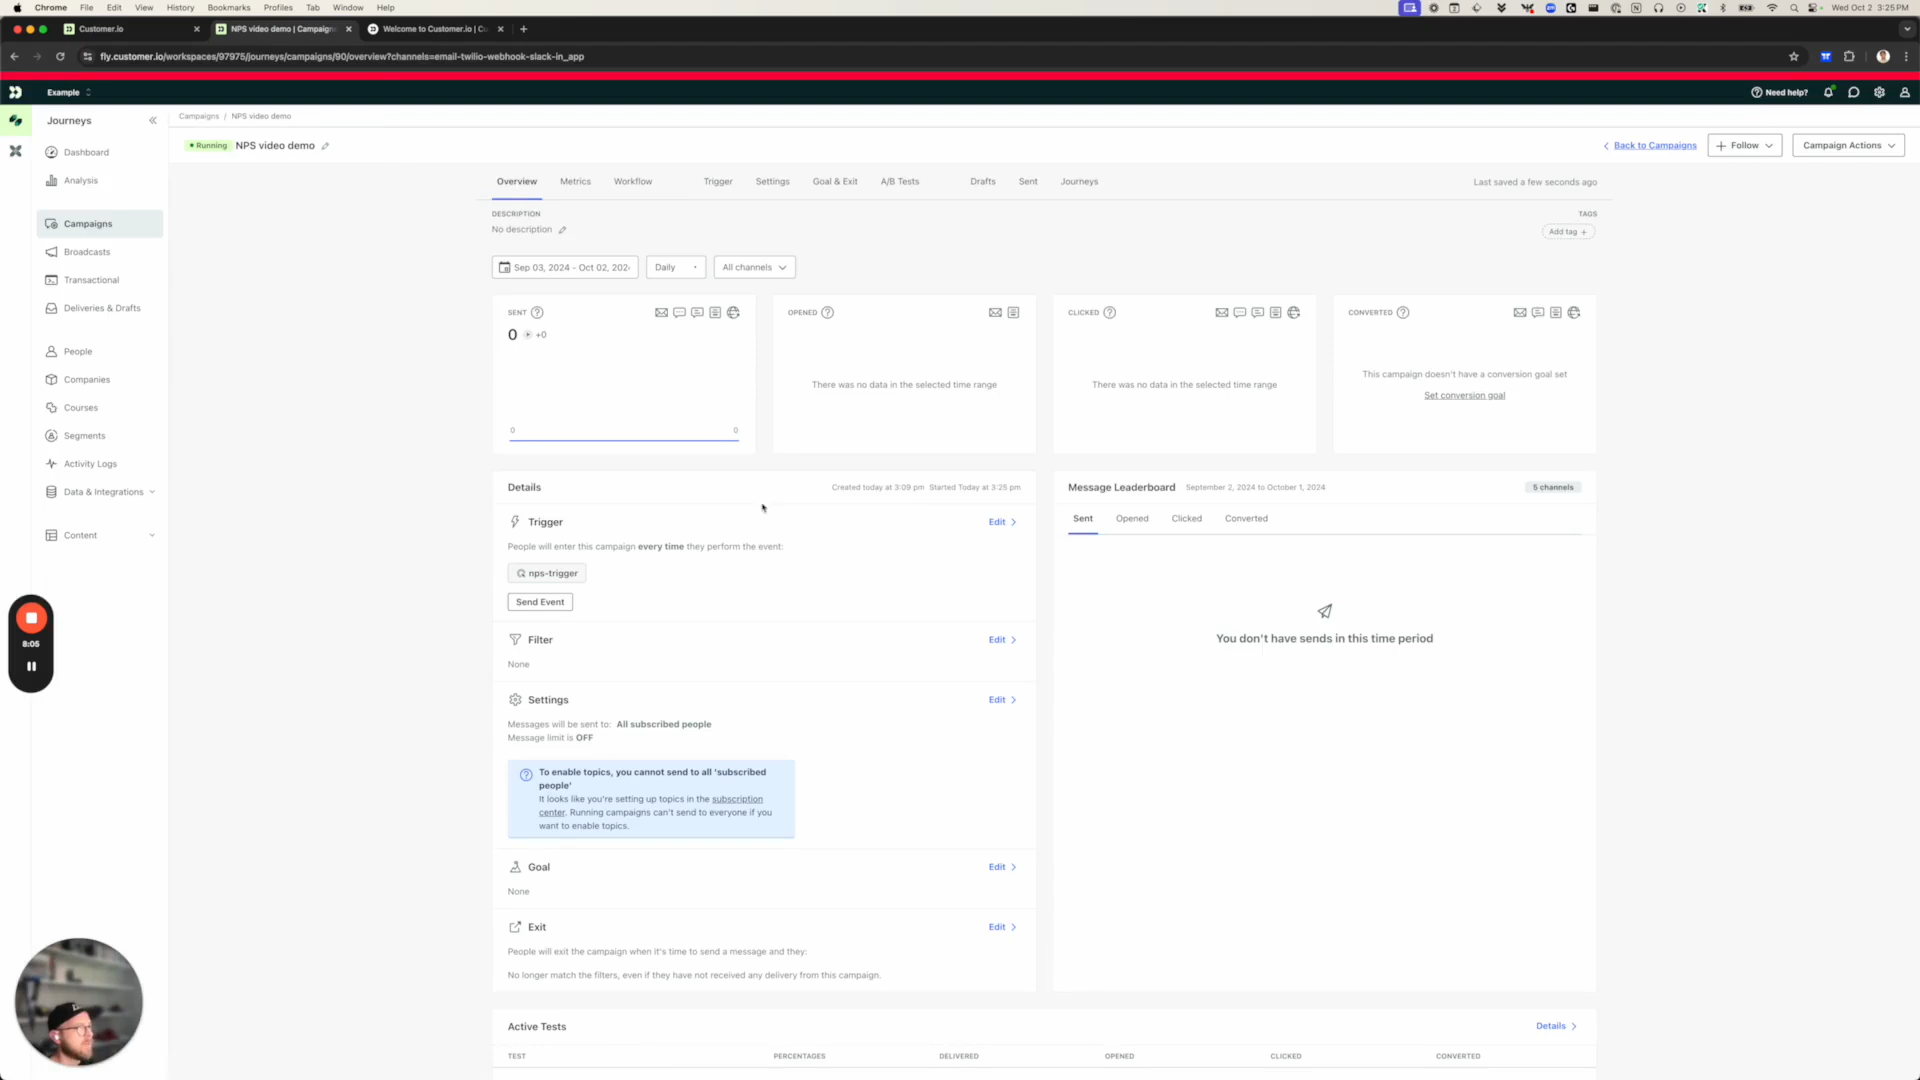 Chrome File Edit View History Bookmarks Profiles Tab Window Help Wed Oct 2 3:25 PM
Customer.io NPS video demo | Campaign Welcome to Customer.io | Cu
fly.customer.io/workspaces/97975/journeys/campaigns/90/overview?channels=email-twilio-webhook-slack-in_app
Example Need help?
Journeys
Campaigns / NPS video demo
Running NPS video demo Back to Campaigns Follow Campaign Actions
Dashboard
Analysis
Campaigns
Broadcasts
Transactional
Deliveries & Drafts
People
Companies
Courses
Segments
Activity Logs
Data & Integrations
Content
8:05
Overview Metrics Workflow Trigger Settings Goal & Exit A/B Tests Drafts Sent Journeys Last saved a few seconds ago
DESCRIPTION TAGS
No description Add tag +
Sep 03, 2024 - Oct 02, 202 Daily All channels
SENT
0 +0
0 0
OPENED
There was no data in the selected time range
CLICKED
There was no data in the selected time range
CONVERTED
This campaign doesn't have a conversion goal set
Set conversion goal
Details Created today at 3:09 pm Started Today at 3:25 pm
Trigger Edit
People will enter this campaign every time they perform the event:
nps-trigger
Send Event
Filter Edit
None
Settings Edit
Messages will be sent to: All subscribed people
Message limit is OFF
To enable topics, you cannot send to all 'subscribed
people'
It looks like you're setting up topics in the subscription
center. Running campaigns can't send to everyone if you
want to enable topics.
Goal Edit
None
Exit Edit
People will exit the campaign when it's time to send a message and they:
No longer match the filters, even if they have not received any delivery from this campaign.
Message Leaderboard September 2, 2024 to October 1, 2024 5 channels
Sent Opened Clicked Converted
You don't have sends in this time period
Active Tests Details
TEST PERCENTAGES DELIVERED OPENED CLICKED CONVERTED